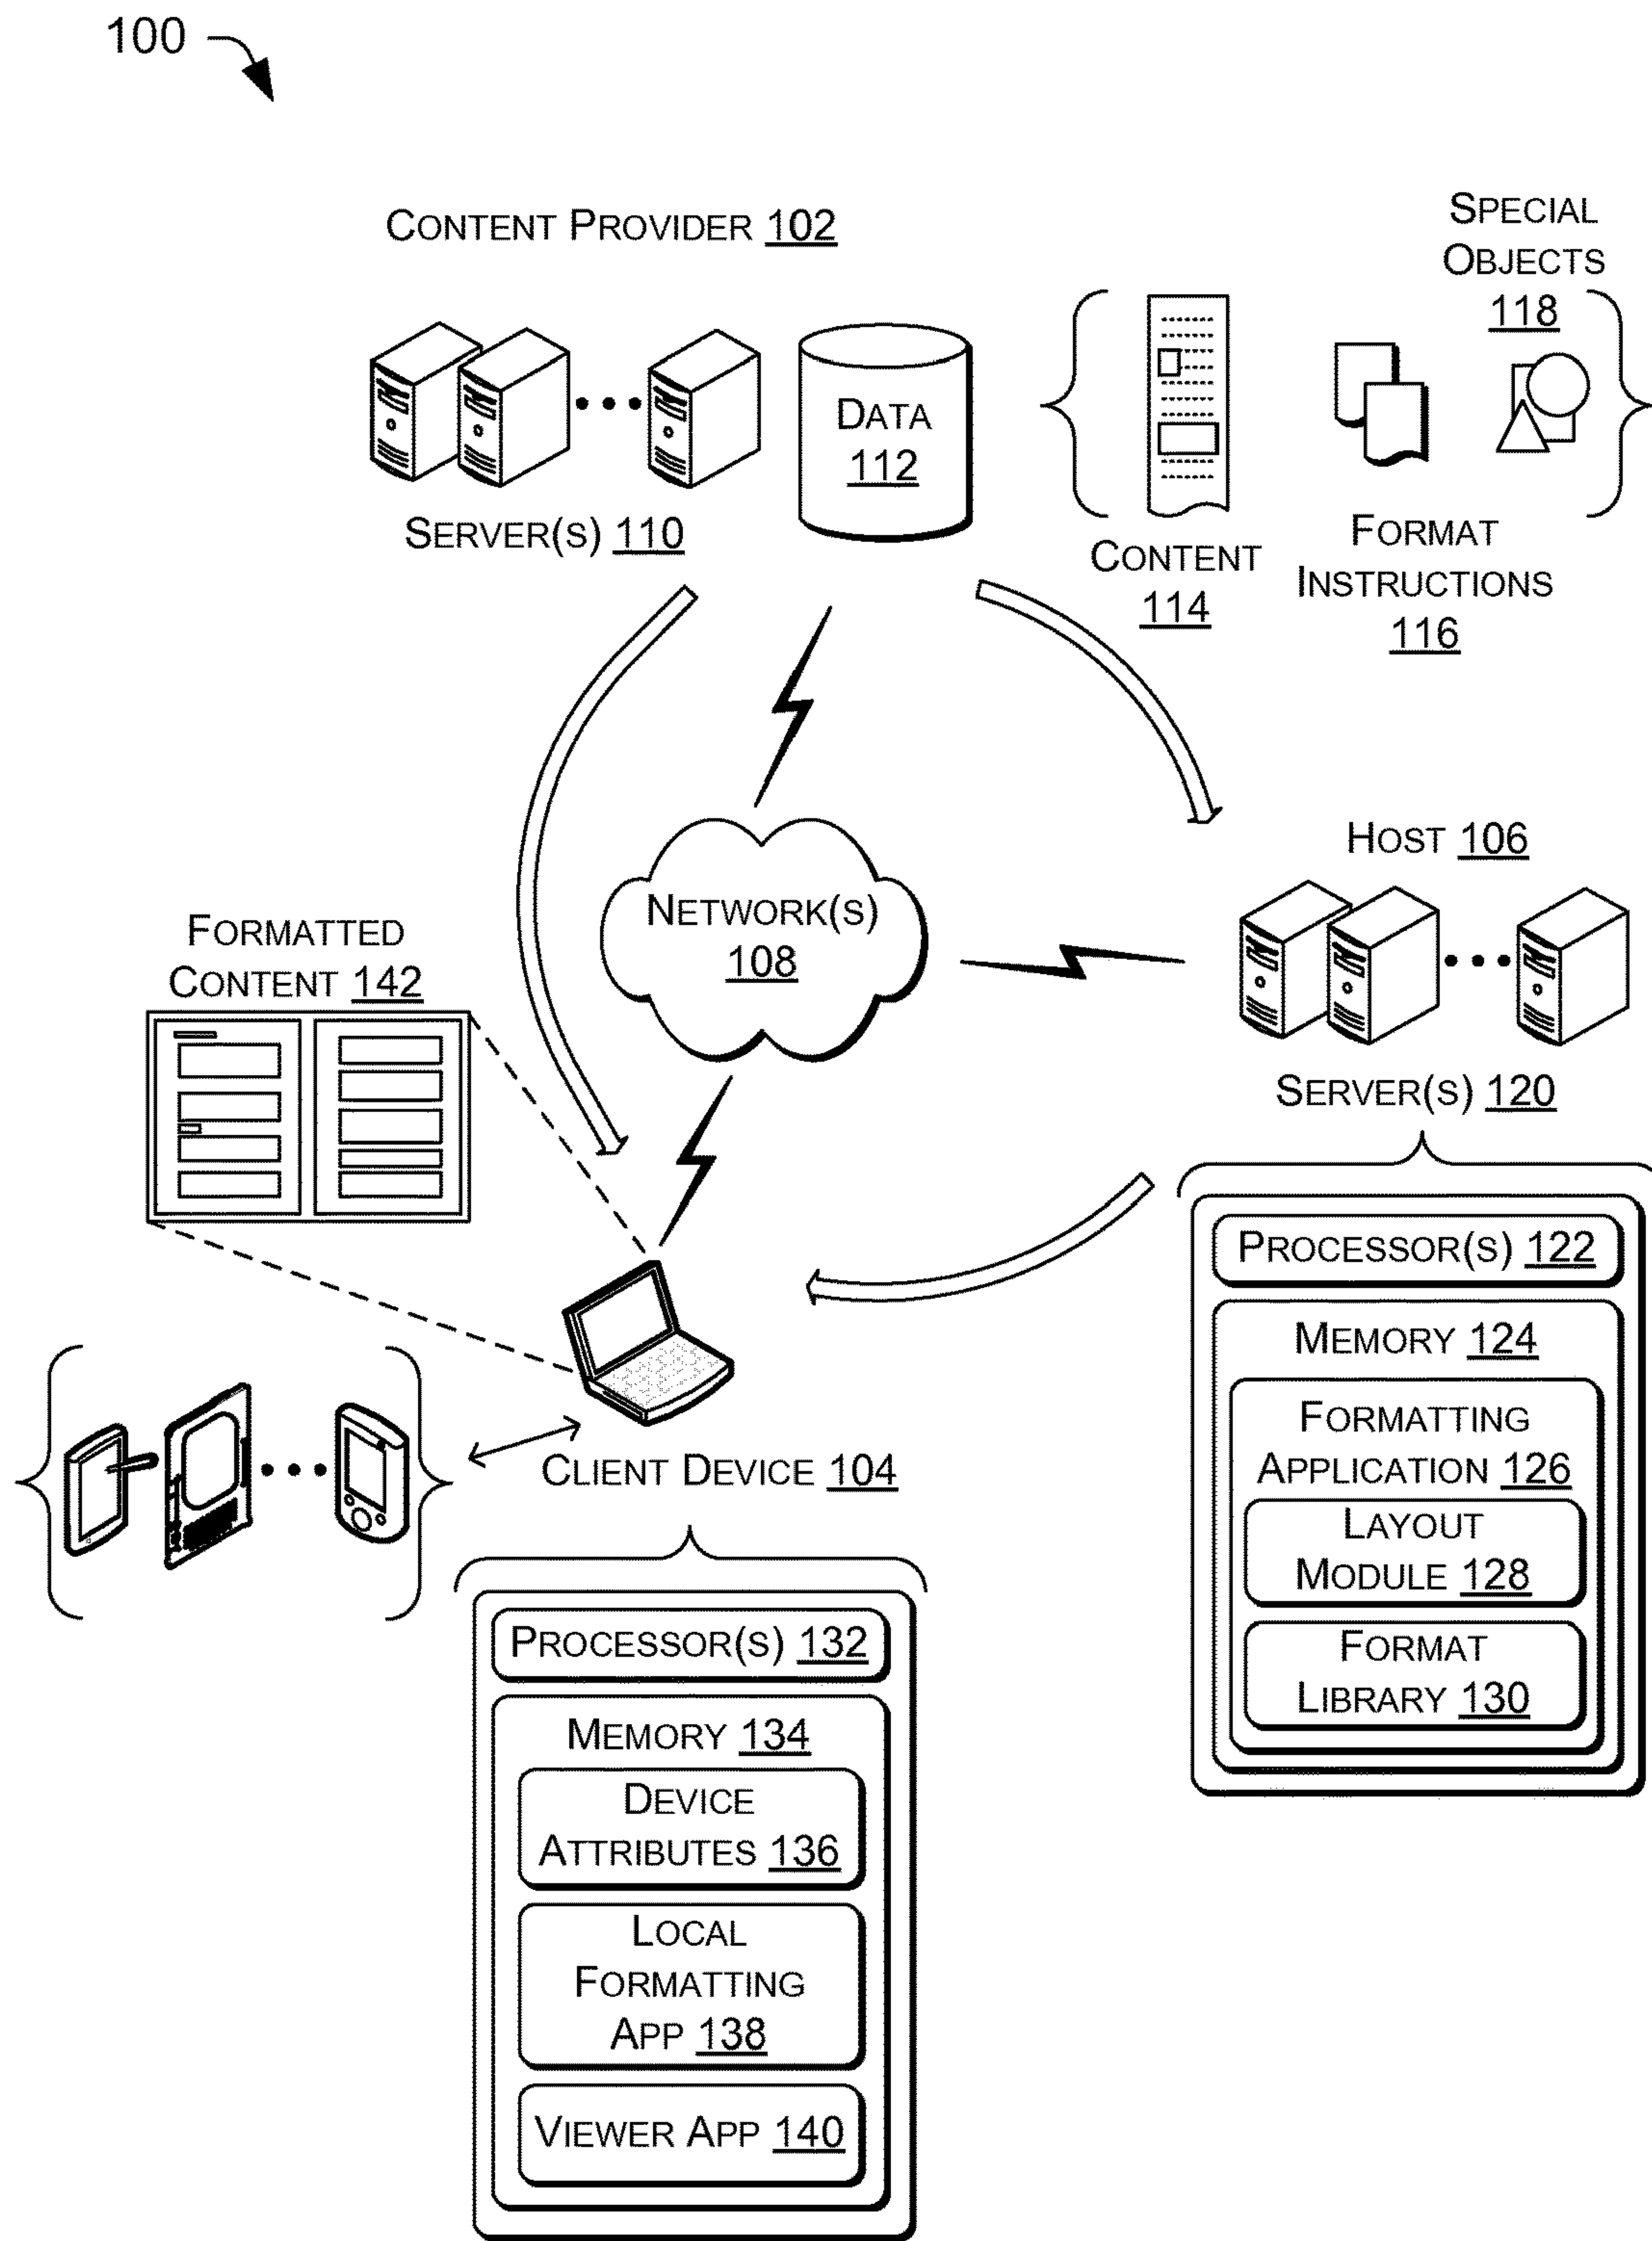 100
CONTENT PROVIDER 102
SPECIAL
OBJECTS
118
DATA
112
SERVER(S) 110
CONTENT
114
FORMAT
INSTRUCTIONS
116
HOST 106
NETWORK(S)
108
FORMATTED
CONTENT 142
SERVER(S) 120
PROCESSOR(S) 122
MEMORY 124
FORMATTING
APPLICATION 126
LAYOUT
MODULE 128
FORMAT
LIBRARY 130
CLIENT DEVICE 104
PROCESSOR(S) 132
MEMORY 134
DEVICE
ATTRIBUTES 136
LOCAL
FORMATTING
APP 138
VIEWER APP 140